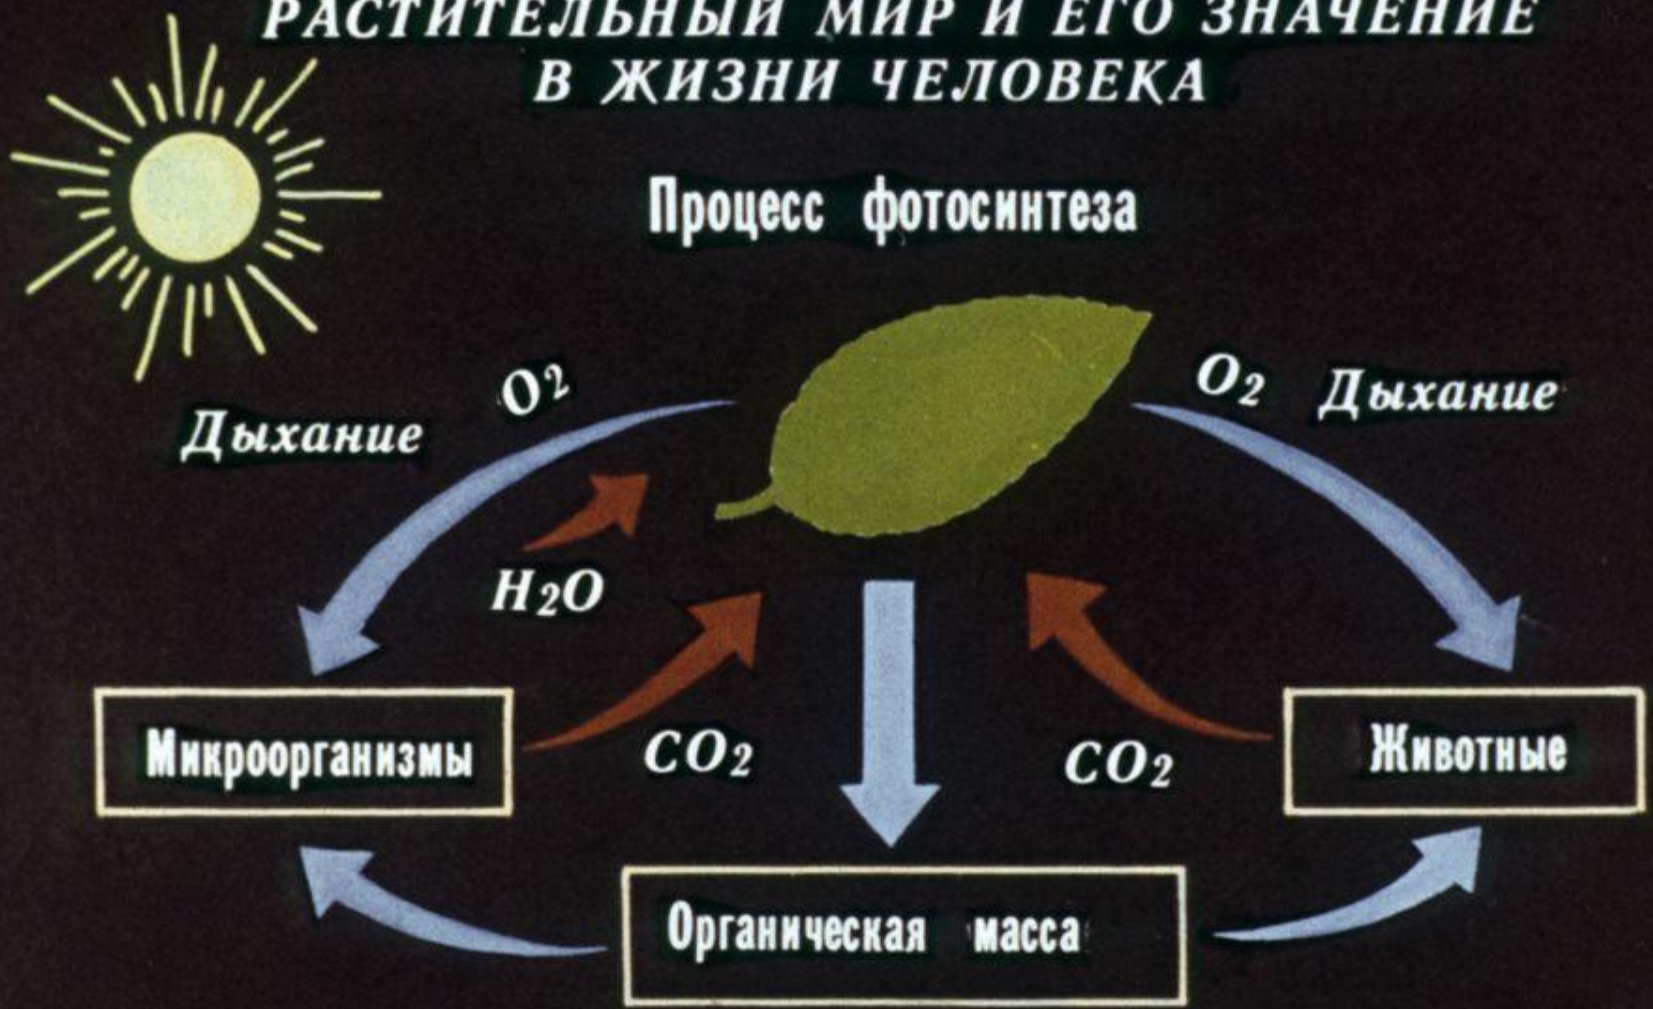 РАСТИТЕЛЬНЫЙ МИР И ЕГО ЗНАЧЕНИЕ
В ЖИЗНИ ЧЕЛОВЕКА
Процесс фотосинтеза
O2
O2 Дыхание
Дыхание
H2O
CO2
CO2
Микроорганизмы
Животные
Органическая масса